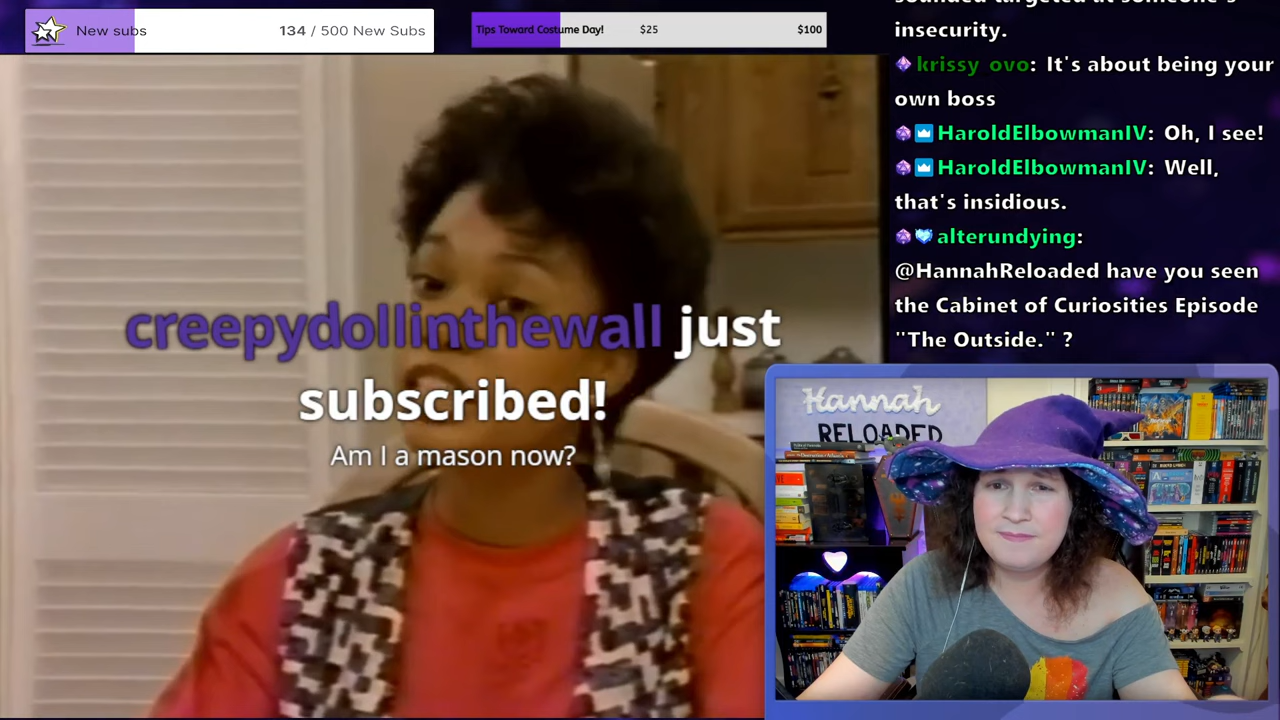 New subs
134 / 500 New Subs
Tips Toward Costume Day!
$25
$100
insecurity.
krissy_ovo: It's about being your
own boss
HaroldElbowmanIV: Oh, I see!
HaroldElbowmanIV: Well,
that's insidious.
alterundying:
@HannahReloaded have you seen
the Cabinet of Curiosities Episode
"The Outside." ?
creepydollinthewall just
subscribed!
Am I a mason now?
Hannah
RELOADED